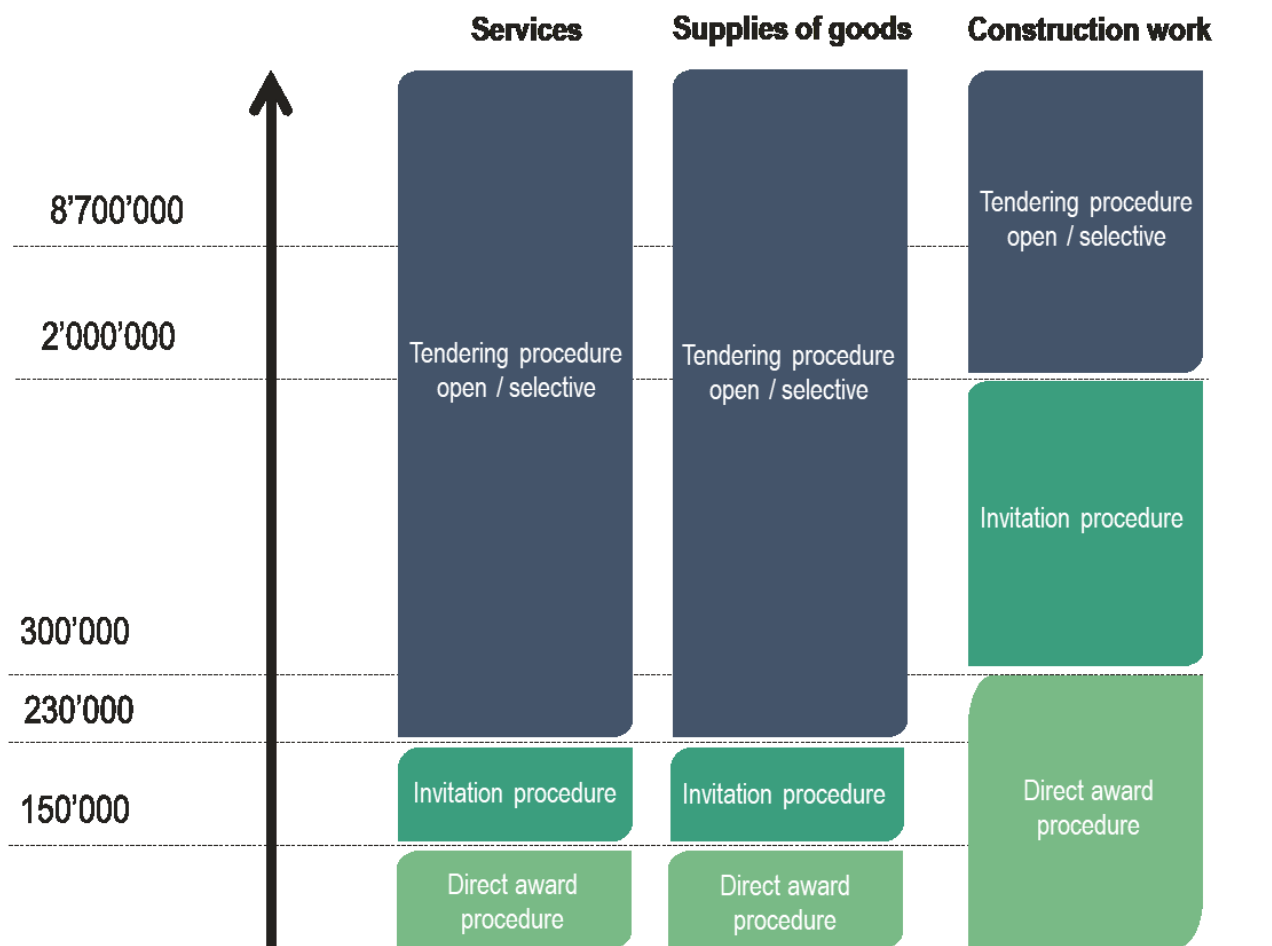 Services
Supplies of goods
Construction work
8’700’000
Tendering procedure
open / selective
2’000’000
Tendering procedure
open / selective
Tendering procedure
open / selective
Invitation procedure
300’000
230’000
Invitation procedure
Invitation procedure
Direct award
procedure
150’000
Direct award
procedure
Direct award
procedure